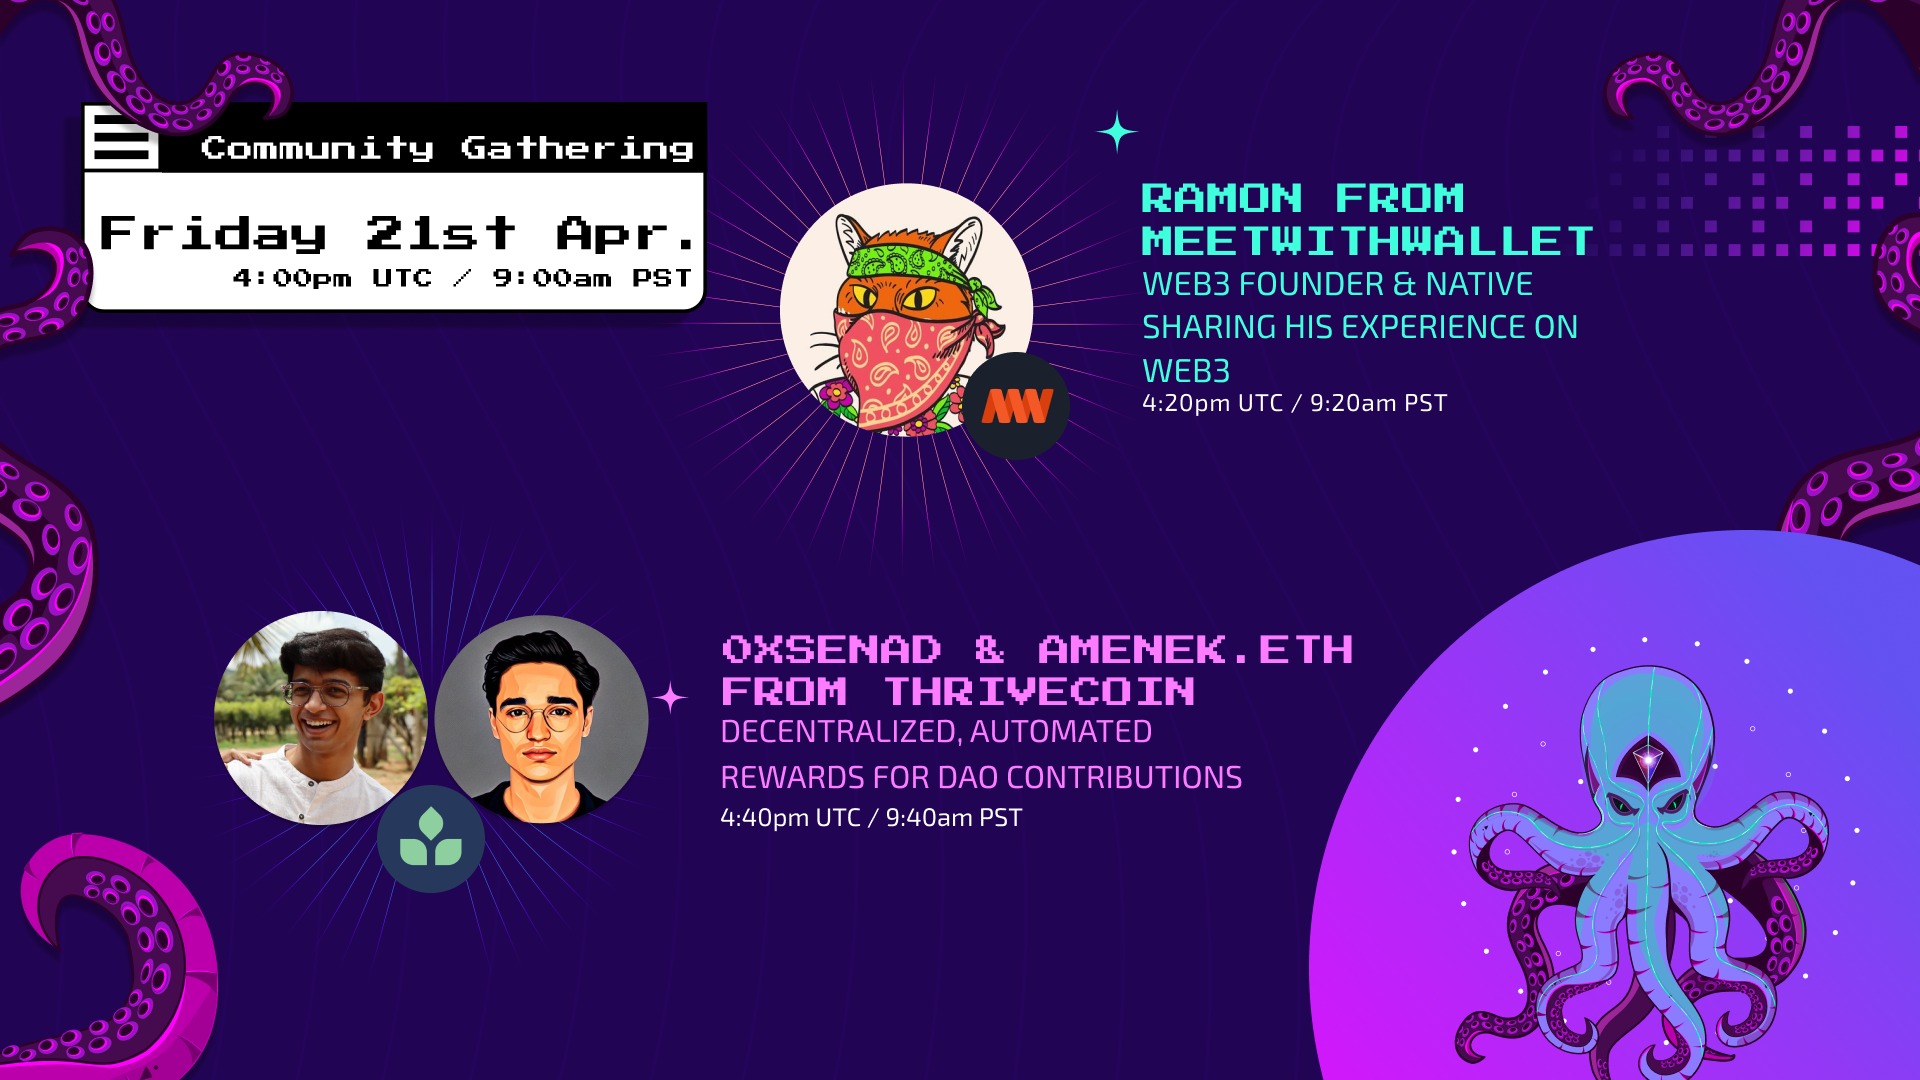 Community Gathering
Friday 21st Apr.
4:00pm UTC / 9:00am PST
RAMON FROM
MEETWITHWALLET
WEB3 FOUNDER & NATIVE
SHARING HIS EXPERIENCE ON
WEB3
4:20pm UTC / 9:20am PST
0XSENAD & AMENEK.ETH
FROM THRIVECOIN
DECENTRALIZED, AUTOMATED
REWARDS FOR DAO CONTRIBUTIONS
4:40pm UTC / 9:40am PST